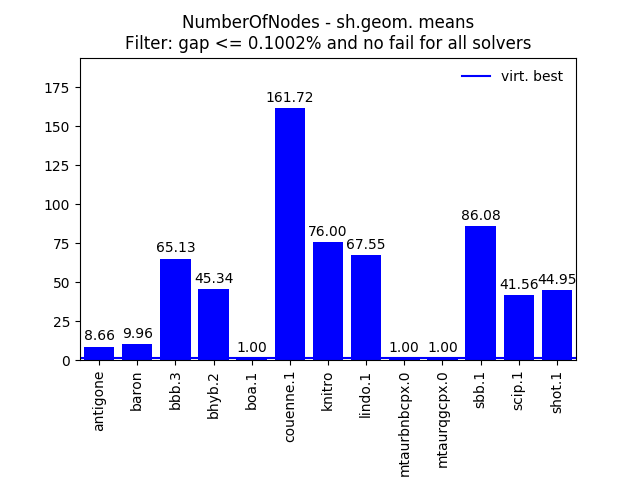 NumberOfNodes - sh.geom. means
Filter: gap <= 0.1002% and no fail for all solvers
virt. best
175
150
125
100
75
50
25
0
8.66
9.96
65.13
45.34
1.00
161.72
76.00
67.55
1.00
1.00
86.08
41.56
44.95
antigone
baron
bbb.3
bhyb.2
boa.1
couenne.1
knitro
lindo.1
mtaurbnbcpx.0
mtaurqgcpx.0
sbb.1
scip.1
shot.1